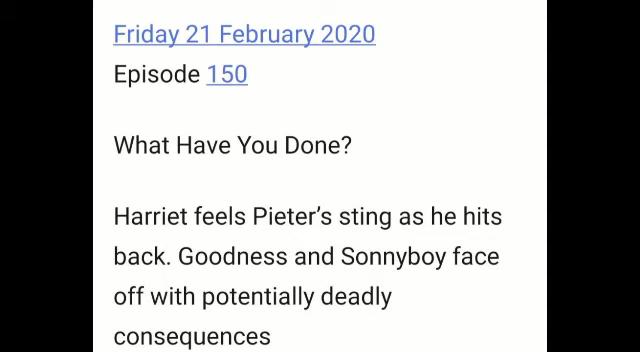 Friday 21 February 2020
Episode 150
What Have You Done?
Harriet feels Pieter’s sting as he hits
back. Goodness and Sonnyboy face
off with potentially deadly
consequences